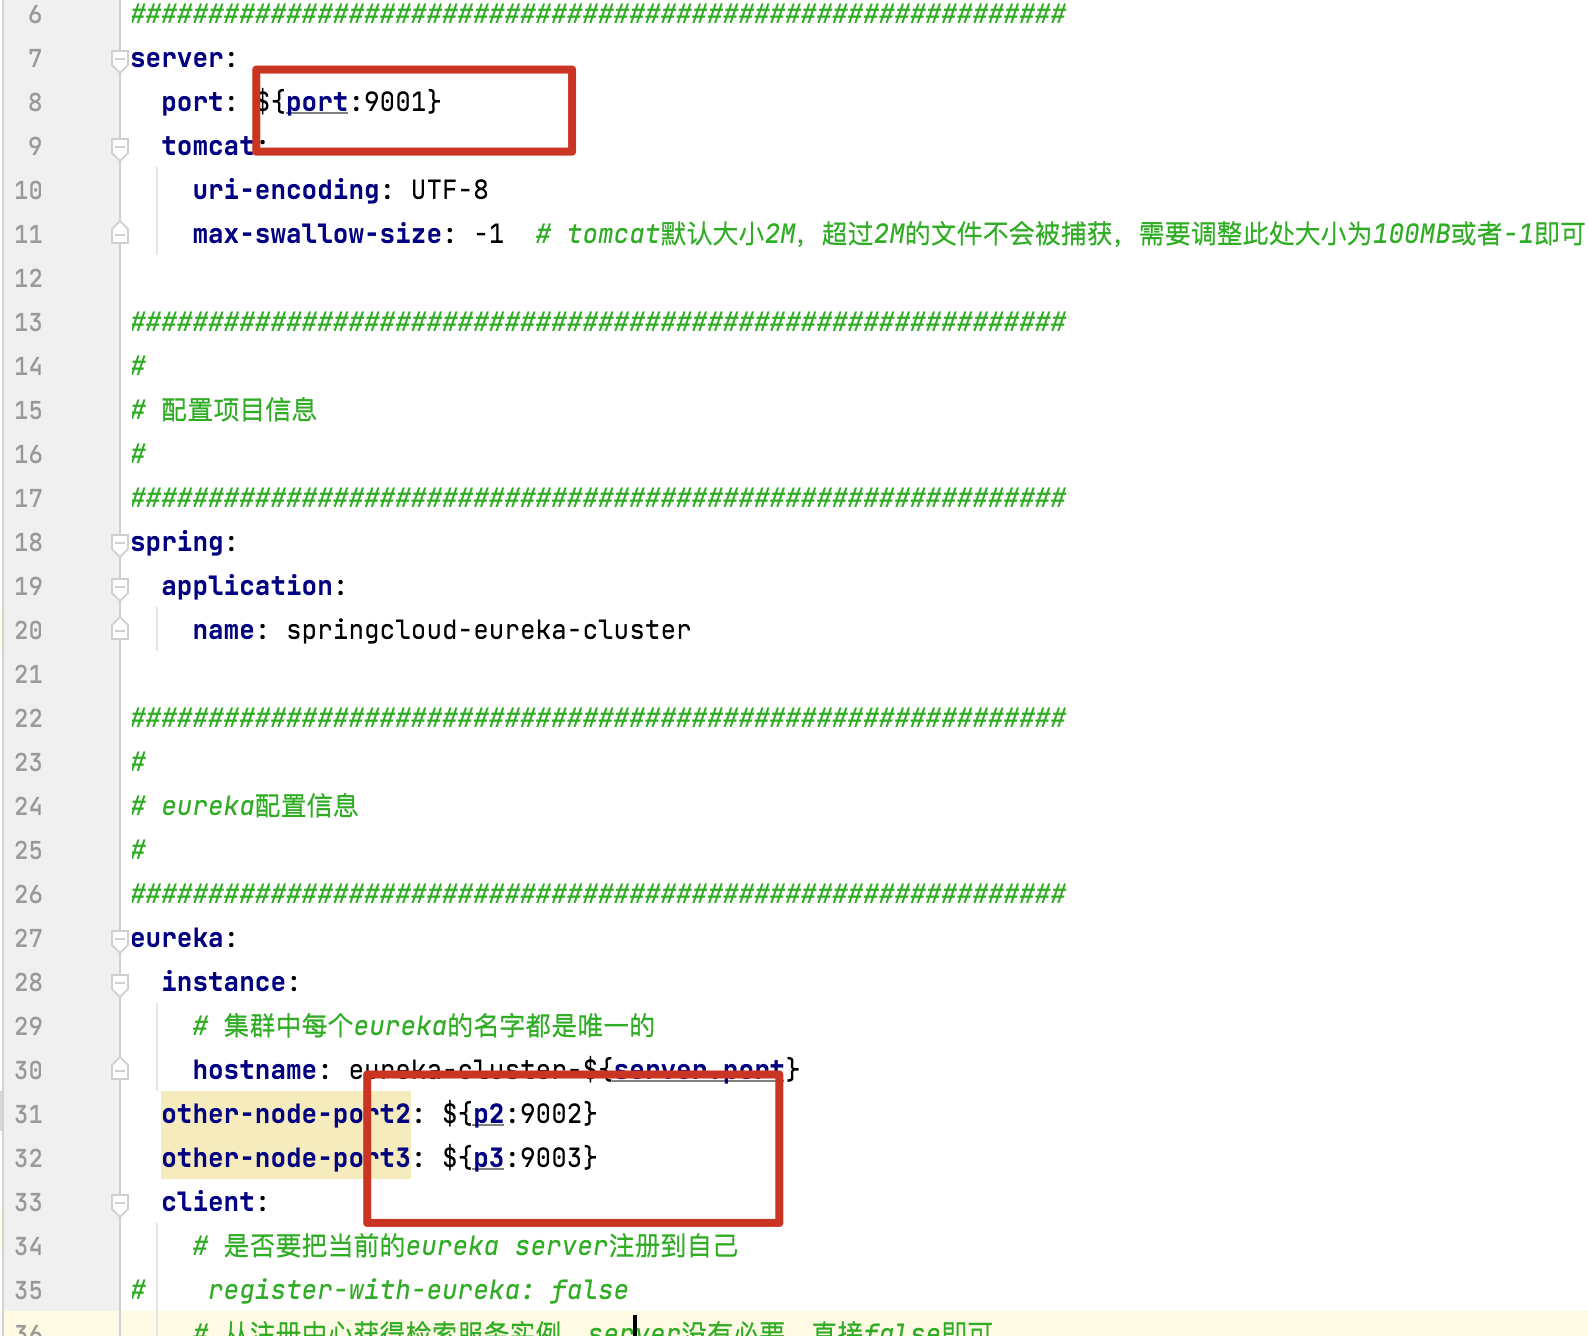 6 ############################################################
7 server:
8 port: ${port:9001}
9 tomcat:
10 uri-encoding: UTF-8
11 max-swallow-size: -1 # tomcat默认大小2M，超过2M的文件不会被捕获，需要调整此处大小为100MB或者-1即可
12
13 ############################################################
14 #
15 # 配置项目信息
16 #
17 ############################################################
18 spring:
19 application:
20 name: springcloud-eureka-cluster
21
22 ############################################################
23 #
24 # eureka配置信息
25 #
26 ############################################################
27 eureka:
28 instance:
29 # 集群中每个eureka的名字都是唯一的
30 hostname: eureka-cluster-${server.port}
31 other-node-port2: ${p2:9002}
32 other-node-port3: ${p3:9003}
33 client:
34 # 是否要把当前的eureka server注册到自己
35 # register-with-eureka: false
36 # 从注册中心获得检索服务实例，server没有必要，直接false即可